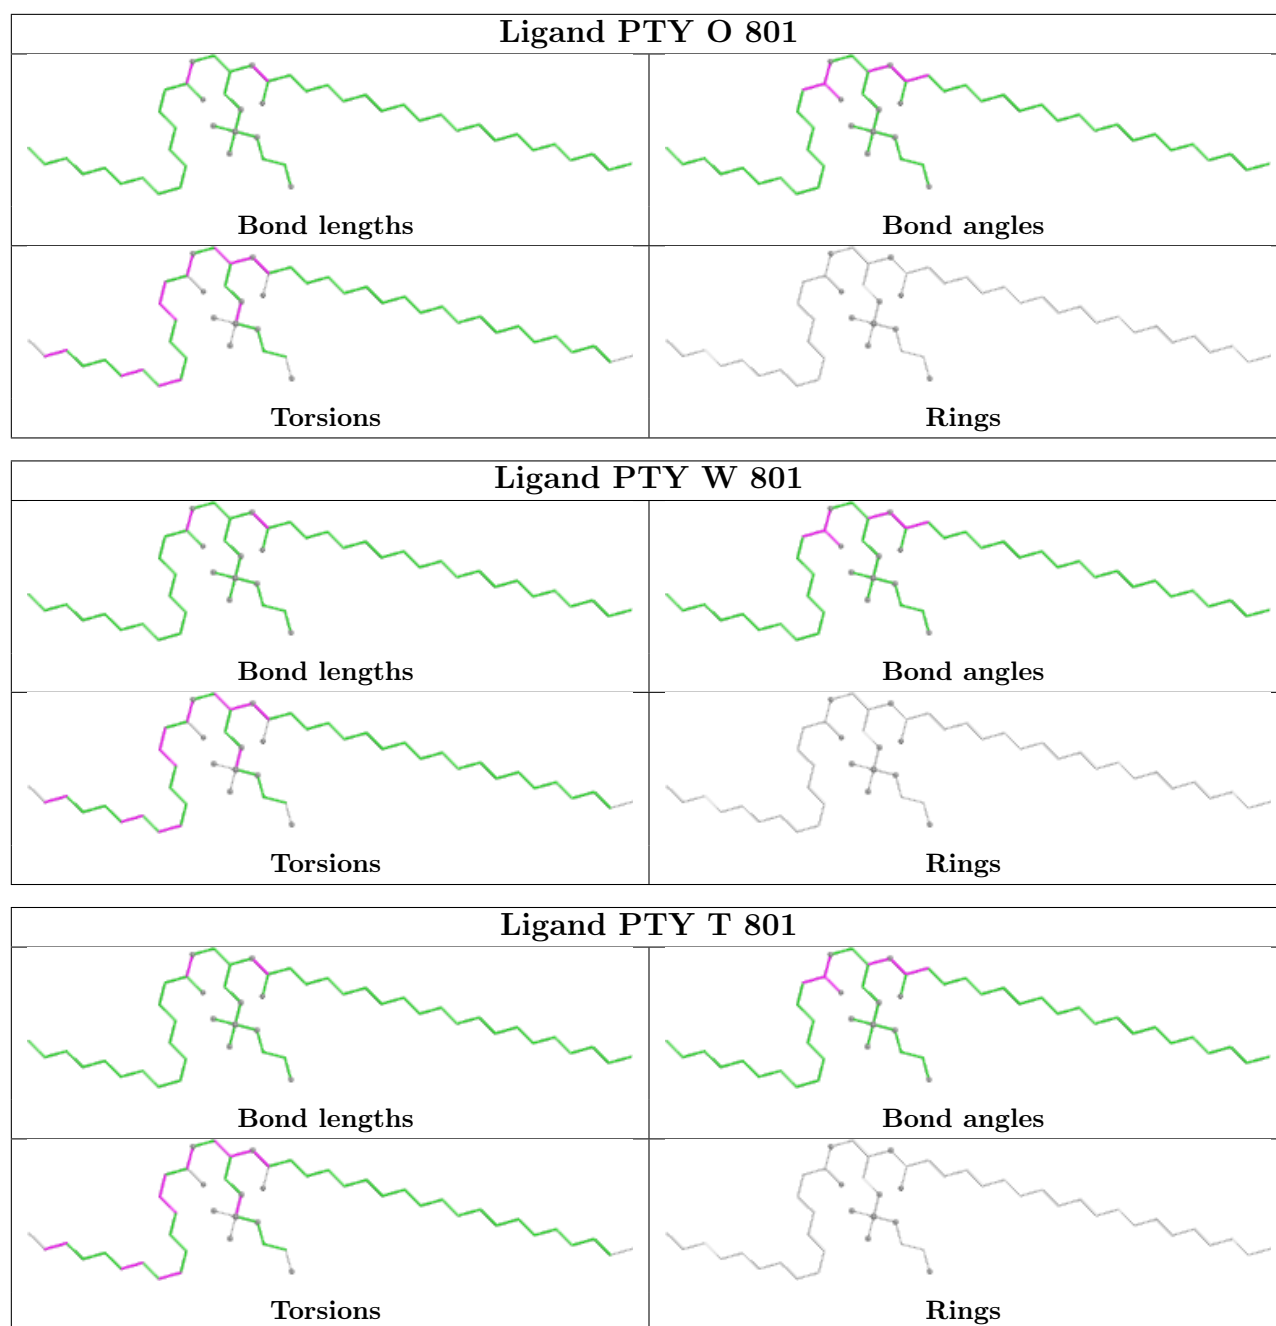 Ligand PTY O 801
Bond lengths
Bond angles
Torsions
Rings
Ligand PTY W 801
Bond lengths
Bond angles
Torsions
Rings
Ligand PTY T 801
Bond lengths
Bond angles
Torsions
Rings